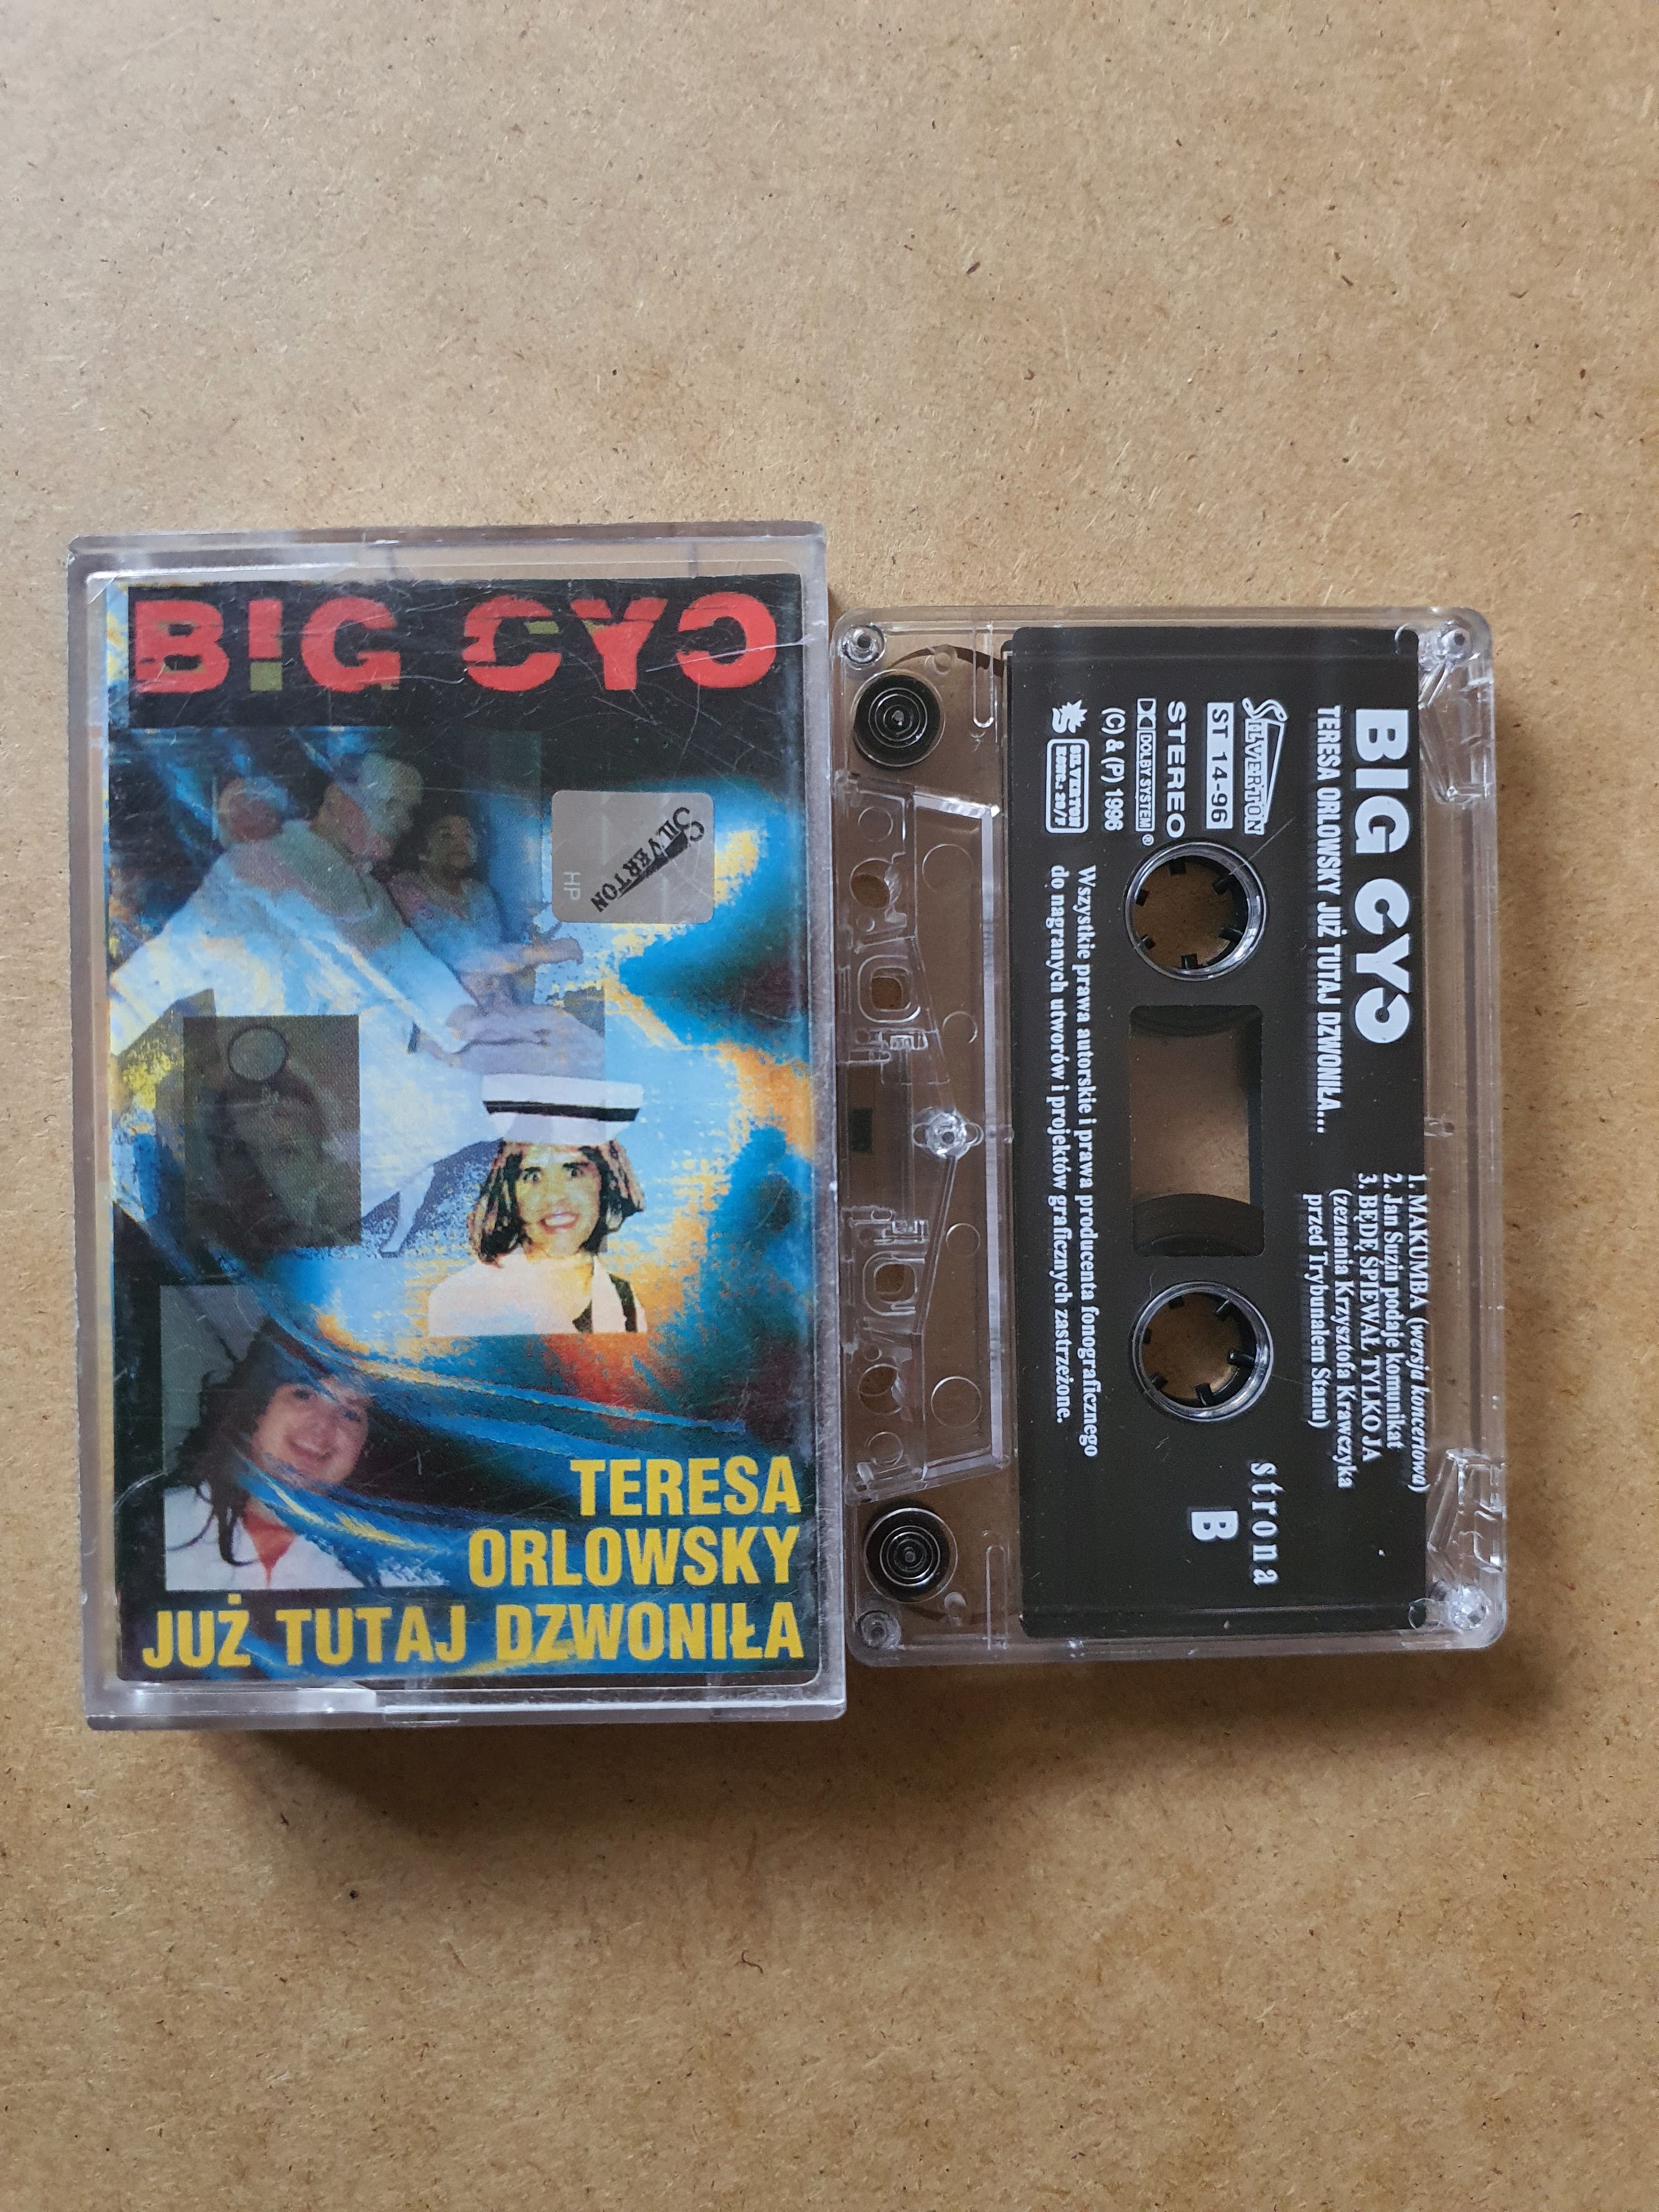 BIG CYC
SILVERTON
HP
TERESA
ORLOWSKY
JUŻ TUTAJ DZWONIŁA
BIG CYC
TERESA ORLOWSKY JUŻ TUTAJ DZWONIŁA...
1. MAKUMBA (wersja koncertowa)
2. Jan Suzin podaje komunikat
3. BĘDĘ ŚPIEWAŁ TYLKO JA
(zeznania Krzysztofa Krawczyka
przed Trybunałem Stanu)
SILVERTON
ST 14-96
STEREO
DOLBY SYSTEM ®
(C) & (P) 1996
SILVERTON
strona
B
Wszystkie prawa autorskie i prawa producenta fonograficznego
do nagranych utworów i projektów graficznych zastrzeżone.